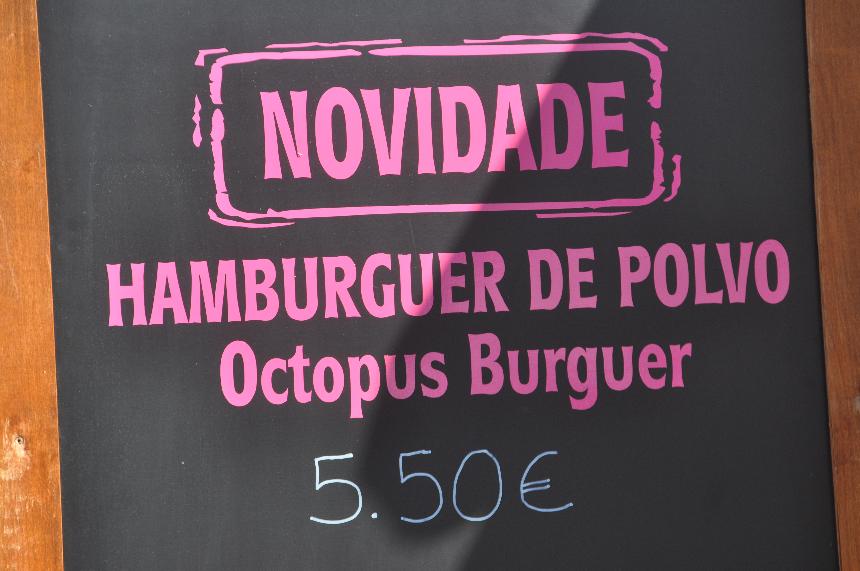 NOVIDADE
HAMBURGUER DE POLVO
Octopus Burguer
5.50€